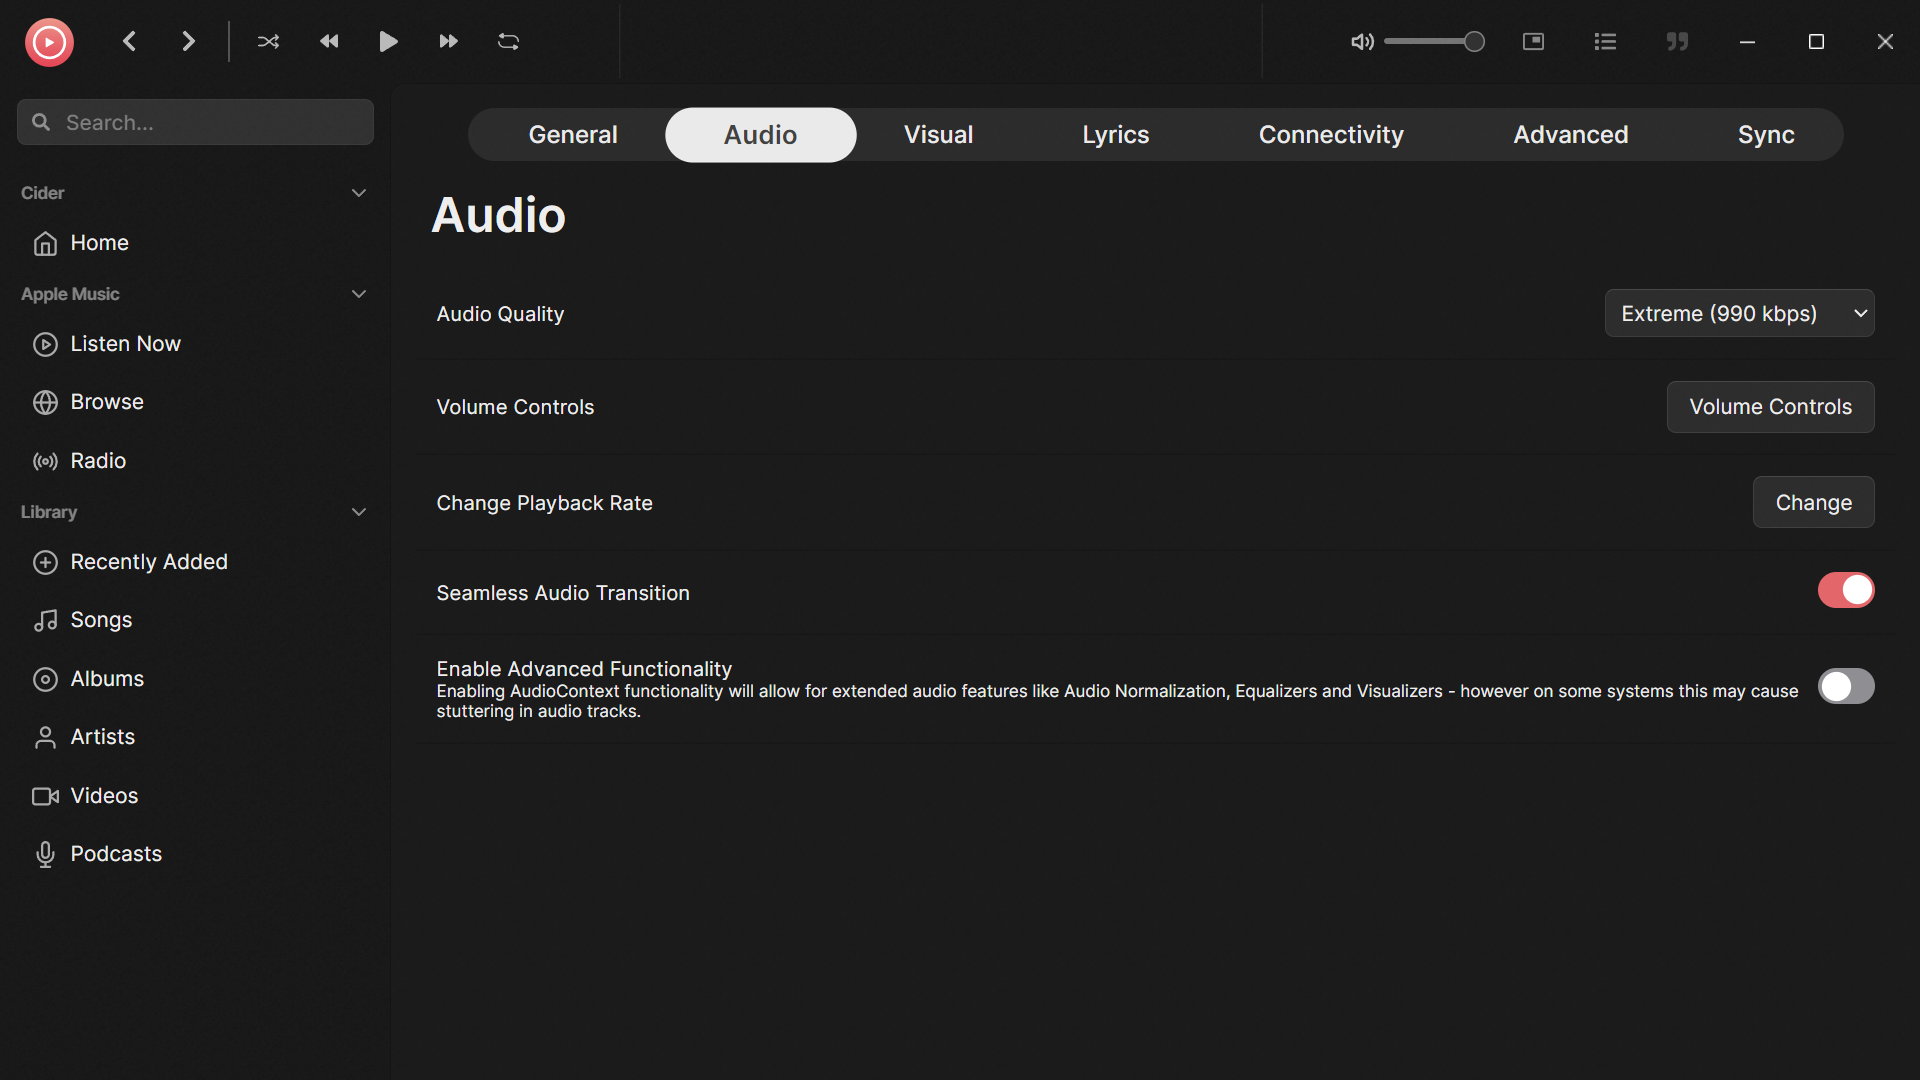 Search...
Cider
Home
Apple Music
Listen Now
Browse
Radio
Library
Recently Added
Songs
Albums
Artists
Videos
Podcasts
General
Audio
Visual
Lyrics
Connectivity
Advanced
Sync
Audio
Audio Quality
Extreme (990 kbps)
Volume Controls
Volume Controls
Change Playback Rate
Change
Seamless Audio Transition
Enable Advanced Functionality
Enabling AudioContext functionality will allow for extended audio features like Audio Normalization, Equalizers and Visualizers - however on some systems this may cause
stuttering in audio tracks.